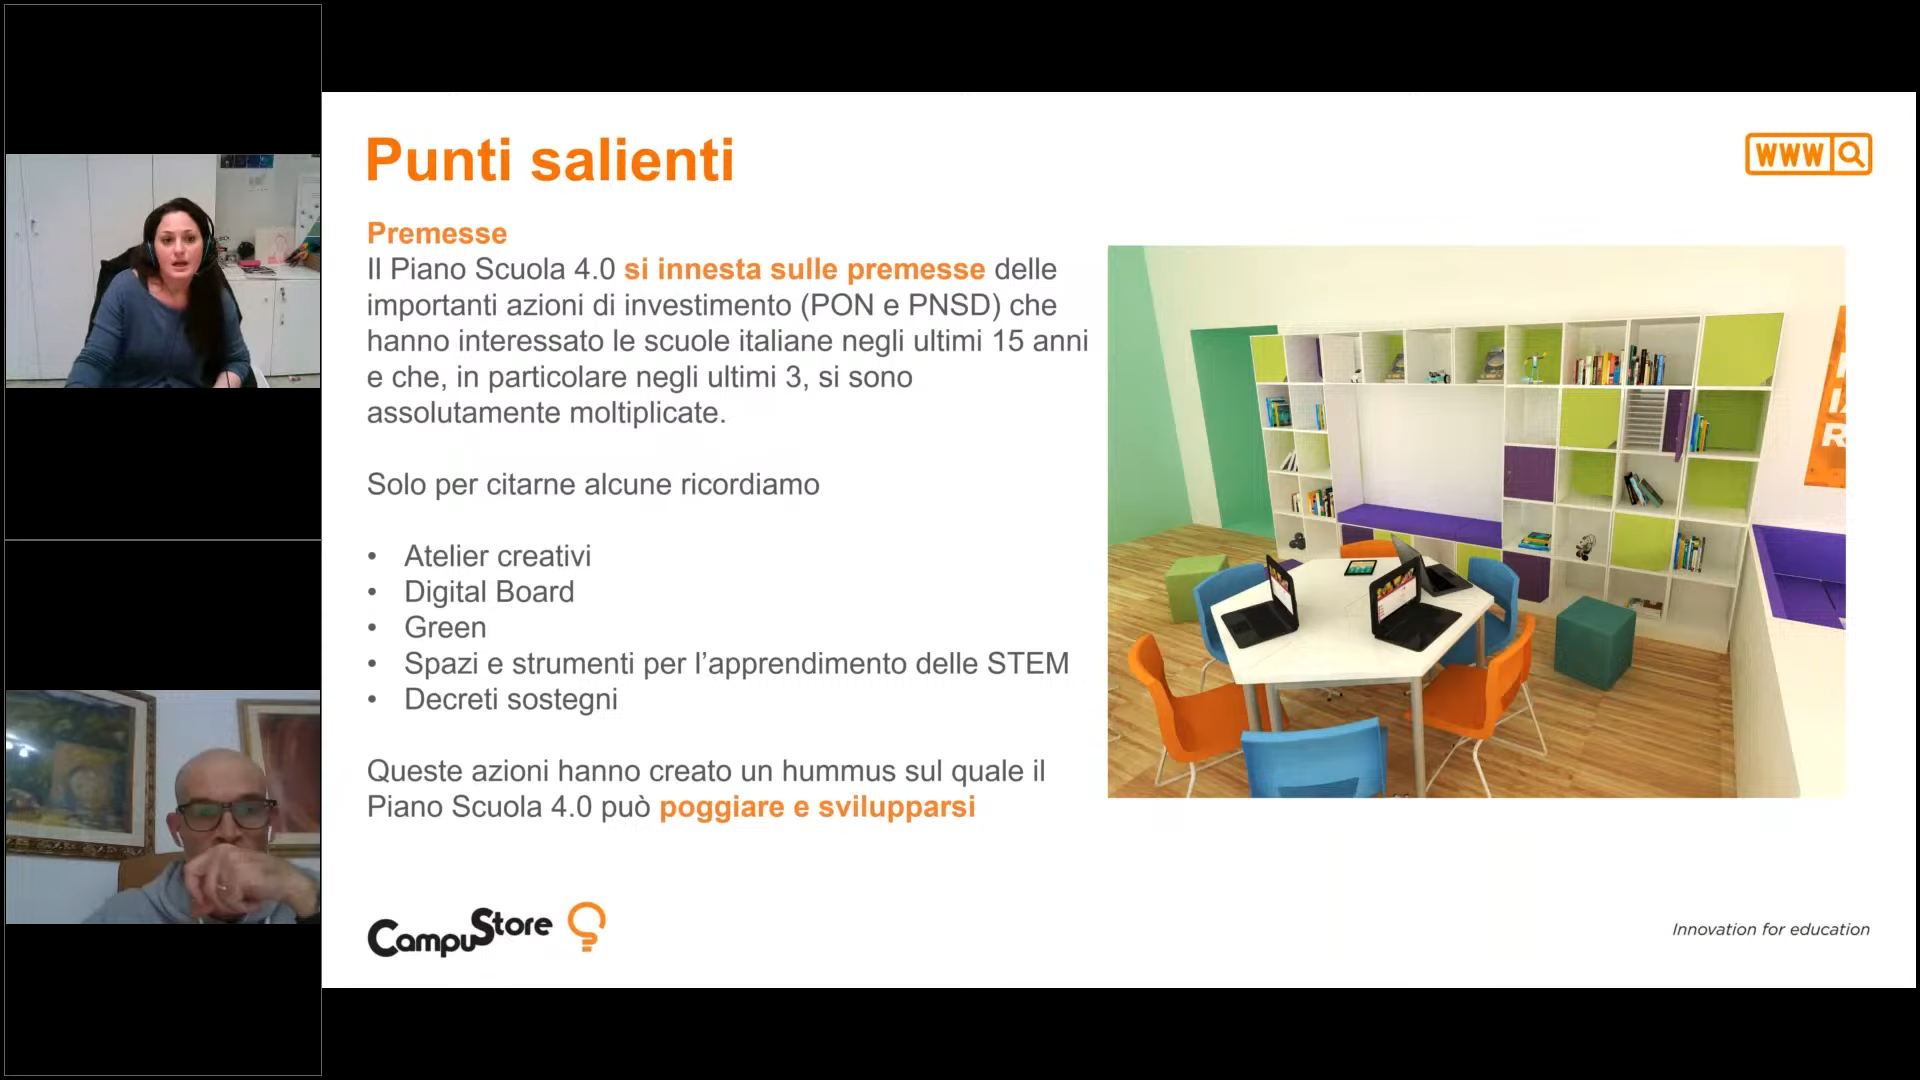 Punti salienti
WWW
Premesse
Il Piano Scuola 4.0 si innesta sulle premesse delle
importanti azioni di investimento (PON e PNSD) che
hanno interessato le scuole italiane negli ultimi 15 anni
e che, in particolare negli ultimi 3, si sono
assolutamente moltiplicate.
Solo per citarne alcune ricordiamo
• Atelier creativi
• Digital Board
• Green
• Spazi e strumenti per l’apprendimento delle STEM
• Decreti sostegni
Queste azioni hanno creato un hummus sul quale il
Piano Scuola 4.0 può poggiare e svilupparsi
CampuStore
Innovation for education